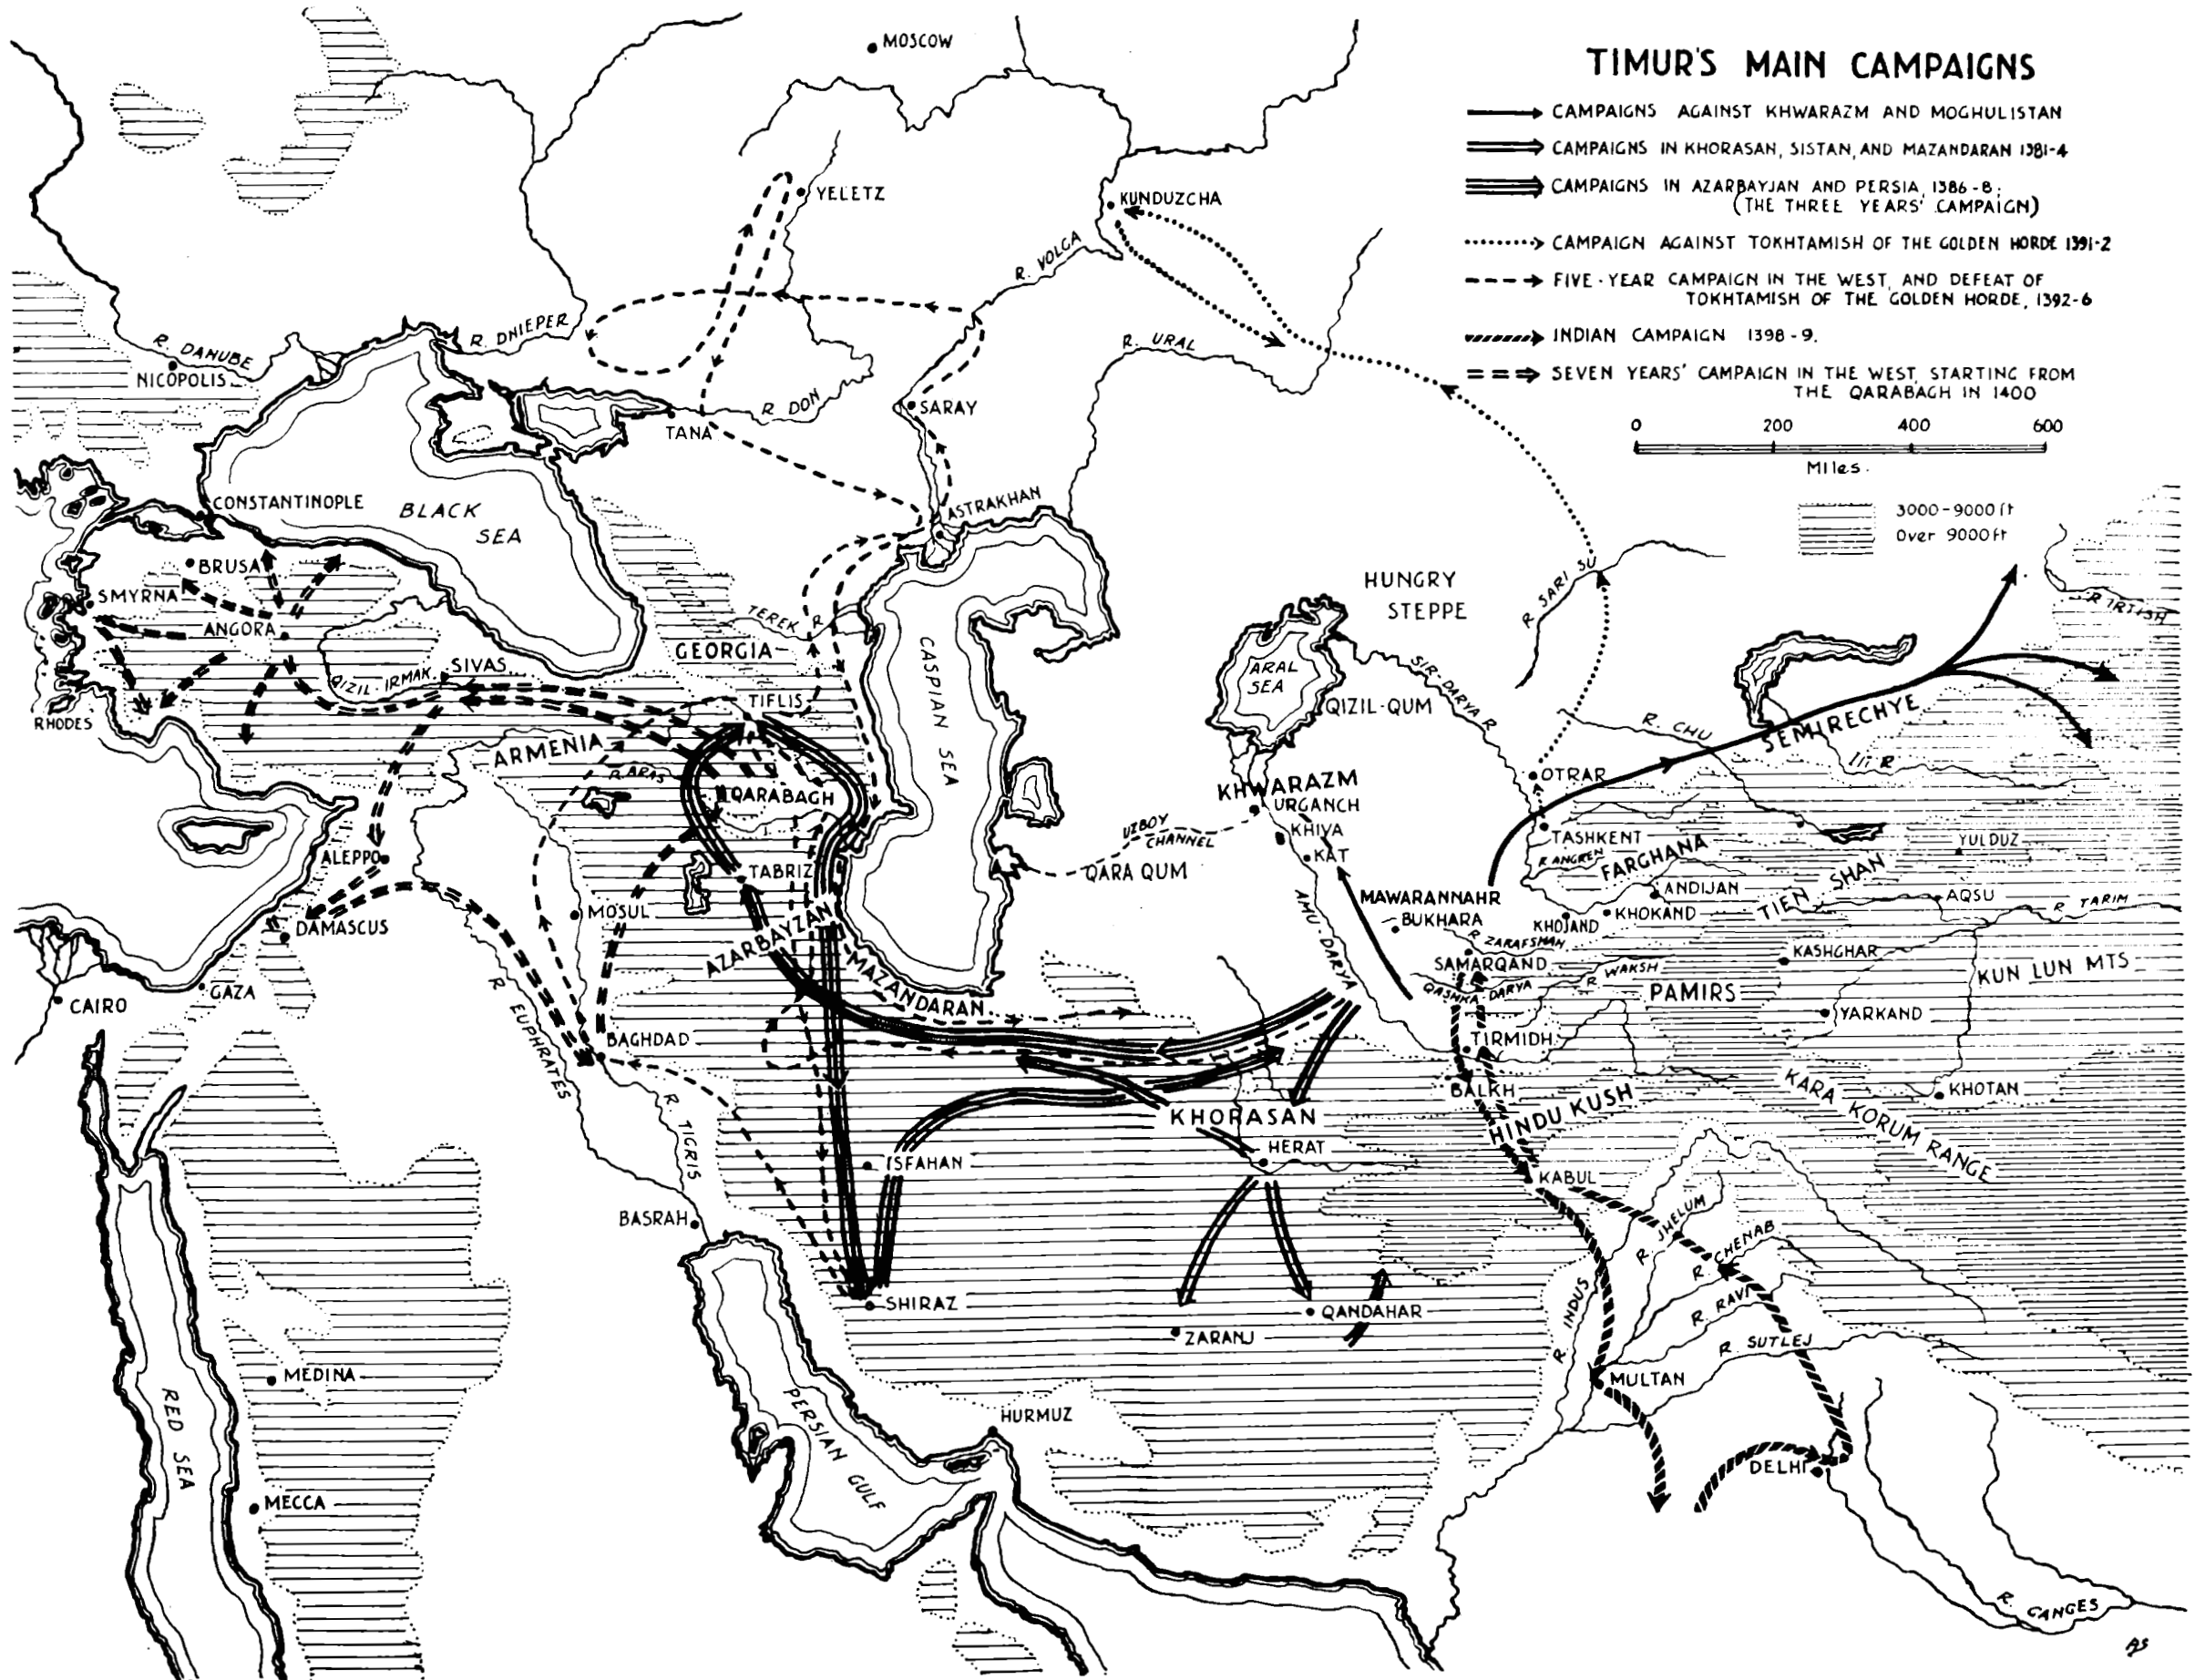 TIMUR'S MAIN CAMPAIGNS
CAMPAIGNS AGAINST KHWARAZM AND MOGHULISTAN
CAMPAIGNS IN KHORASAN, SISTAN, AND MAZANDARAN 1381-4
CAMPAIGNS IN AZARBAYJAN AND PERSIA, 1386-8;
(THE THREE YEARS' CAMPAIGN)
CAMPAIGN AGAINST TOKHTAMISH OF THE GOLDEN HORDE 1391-2
FIVE-YEAR CAMPAIGN IN THE WEST, AND DEFEAT OF
TOKHTAMISH OF THE GOLDEN HORDE, 1392-6
INDIAN CAMPAIGN 1398-9.
SEVEN YEARS' CAMPAIGN IN THE WEST, STARTING FROM
THE QARABAGH IN 1400
0 200 400 600
Miles.
3000-9000ft
Over 9000ft
MOSCOW
YELETZ
KUNDUZCHA
R. VOLGA
R. DNIEPER
R. DANUBE
NICOPOLIS
R. URAL
R. DON
SARAY
TANA
ASTRAKHAN
CONSTANTINOPLE
BLACK
SEA
BRUSA
SMYRNA
ANGORA
TEREK R
GEORGIA
SIVAS
QIZIL-IRMAK
RHODES
TIFLIS
CASPIAN SEA
ARMENIA
R. ARAS
QARABAGH
HUNGRY
STEPPE
R. SARI SU
R. IRTISH
ARAL
SEA
SIR-DARYA R
QIZIL-QUM
R. CHU
SEMIRECHYE
Ili R
OTRAR
KHWARAZM
URGANCH
UZBOY
CHANNEL
KHIVA
KAT
QARA QUM
TASHKENT
R ANGREN
FARGHANA
YULDUZ
TIEN SHAN
ALEPPO
TABRIZ
MAWARANNAHR
ANDIJAN
AQSU
R. TARIM
MOSUL
DAMASCUS
BUKHARA
KHOJAND
KHOKAND
AMU-DARYA
R. ZARAFSHAN
KASHGHAR
AZARBAYZAN
MAZANDARAN
SAMARQAND
R. WAKSH
KUN LUN MTS
QASHKA-DARYA
PAMIRS
GAZA
CAIRO
R. EUPHRATES
YARKAND
BAGHDAD
TIRMIDH
BALKH
KHOTAN
KARA KORUM RANGE
R. TIGRIS
KHORASAN
HINDU KUSH
HERAT
ISFAHAN
KABUL
BASRAH
R. JHELUM
R. CHENAB
R. INDUS
R. RAVI
SHIRAZ
QANDAHAR
ZARANJ
R. SUTLEJ
MEDINA
MULTAN
RED SEA
PERSIAN GULF
HURMUZ
DELHI
MECCA
R. GANGES